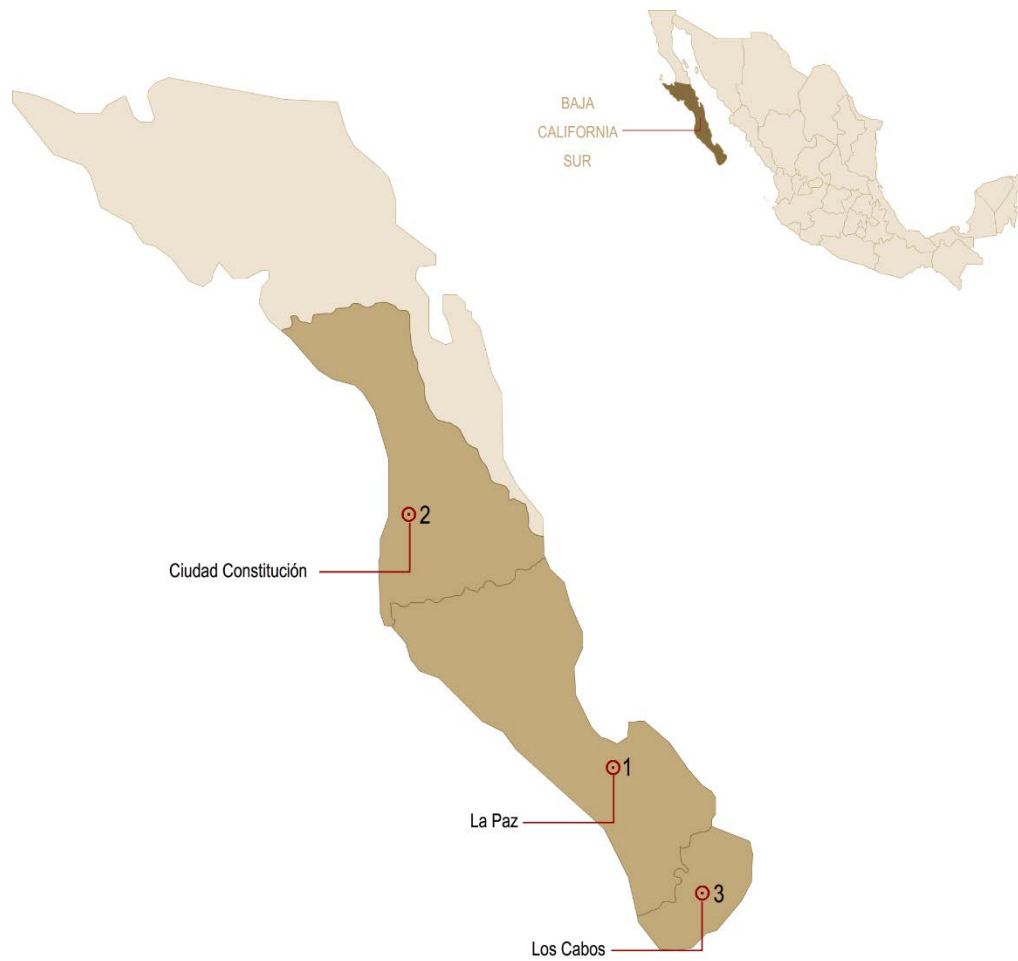 BAJA
CALIFORNIA
SUR
2
Ciudad Constitución
1
La Paz
3
Los Cabos